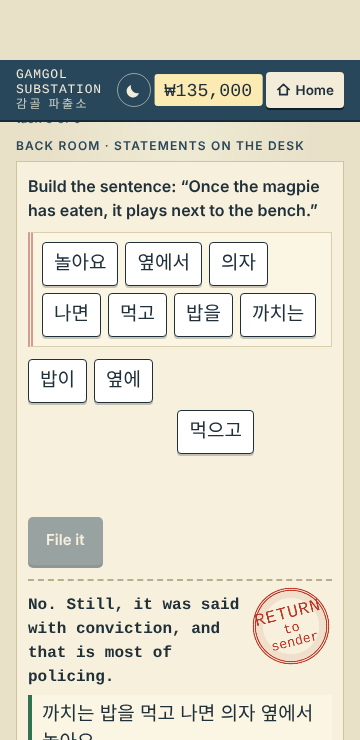 GAMGOL
SUBSTATION
감골 파출소
₩135,000
Home
BACK ROOM · STATEMENTS ON THE DESK
Build the sentence: “Once the magpie
has eaten, it plays next to the bench.”
놀아요 옆에서 의자
나면 먹고 밥을 까치는
밥이 옆에
먹으고
File it
No. Still, it was said
with conviction, and
that is most of
policing.
RETURN
to
sender
까치는 밥을 먹고 나면 의자 옆에서
놀아요